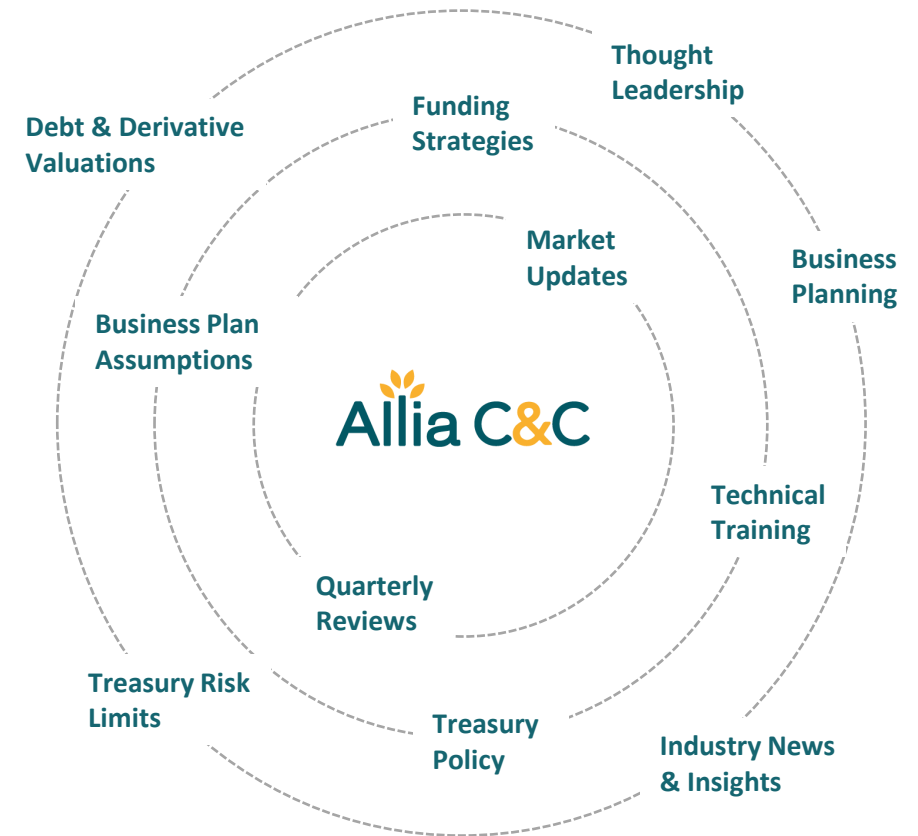 Thought
Leadership
Funding
Strategies
Debt & Derivative
Valuations
Market
Updates
Business
Planning
Business Plan
Assumptions
Allia C&C
Technical
Training
Quarterly
Reviews
Treasury Risk
Limits
Treasury
Policy
Industry News
& Insights